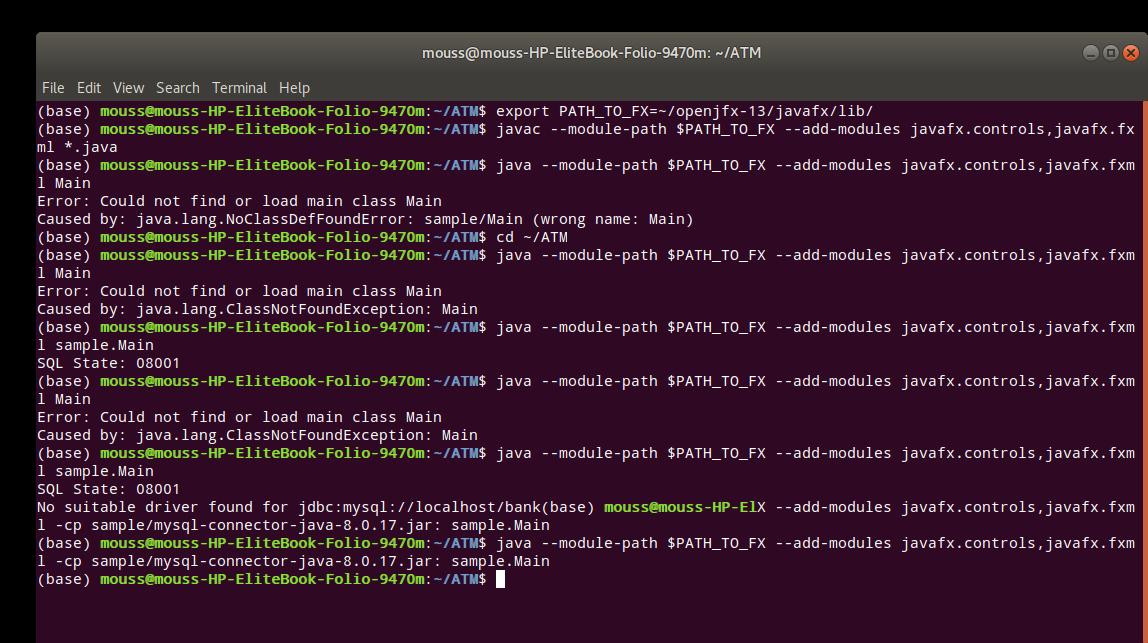 mouss@mouss-HP-EliteBook-Folio-9470m: ~/ATM
File Edit View Search Terminal Help
(base) mouss@mouss-HP-EliteBook-Folio-9470m:~/ATM$ export PATH_TO_FX=~/openjfx-13/javafx/lib/
(base) mouss@mouss-HP-EliteBook-Folio-9470m:~/ATM$ javac --module-path $PATH_TO_FX --add-modules javafx.controls,javafx.fx
ml *.java
(base) mouss@mouss-HP-EliteBook-Folio-9470m:~/ATM$ java --module-path $PATH_TO_FX --add-modules javafx.controls,javafx.fxm
l Main
Error: Could not find or load main class Main
Caused by: java.lang.NoClassDefFoundError: sample/Main (wrong name: Main)
(base) mouss@mouss-HP-EliteBook-Folio-9470m:~/ATM$ cd ~/ATM
(base) mouss@mouss-HP-EliteBook-Folio-9470m:~/ATM$ java --module-path $PATH_TO_FX --add-modules javafx.controls,javafx.fxm
l Main
Error: Could not find or load main class Main
Caused by: java.lang.ClassNotFoundException: Main
(base) mouss@mouss-HP-EliteBook-Folio-9470m:~/ATM$ java --module-path $PATH_TO_FX --add-modules javafx.controls,javafx.fxm
l sample.Main
SQL State: 08001
(base) mouss@mouss-HP-EliteBook-Folio-9470m:~/ATM$ java --module-path $PATH_TO_FX --add-modules javafx.controls,javafx.fxm
l Main
Error: Could not find or load main class Main
Caused by: java.lang.ClassNotFoundException: Main
(base) mouss@mouss-HP-EliteBook-Folio-9470m:~/ATM$ java --module-path $PATH_TO_FX --add-modules javafx.controls,javafx.fxm
l sample.Main
SQL State: 08001
No suitable driver found for jdbc:mysql://localhost/bank(base) mouss@mouss-HP-ElX --add-modules javafx.controls,javafx.fxm
l -cp sample/mysql-connector-java-8.0.17.jar: sample.Main
(base) mouss@mouss-HP-EliteBook-Folio-9470m:~/ATM$ java --module-path $PATH_TO_FX --add-modules javafx.controls,javafx.fxm
l -cp sample/mysql-connector-java-8.0.17.jar: sample.Main
(base) mouss@mouss-HP-EliteBook-Folio-9470m:~/ATM$